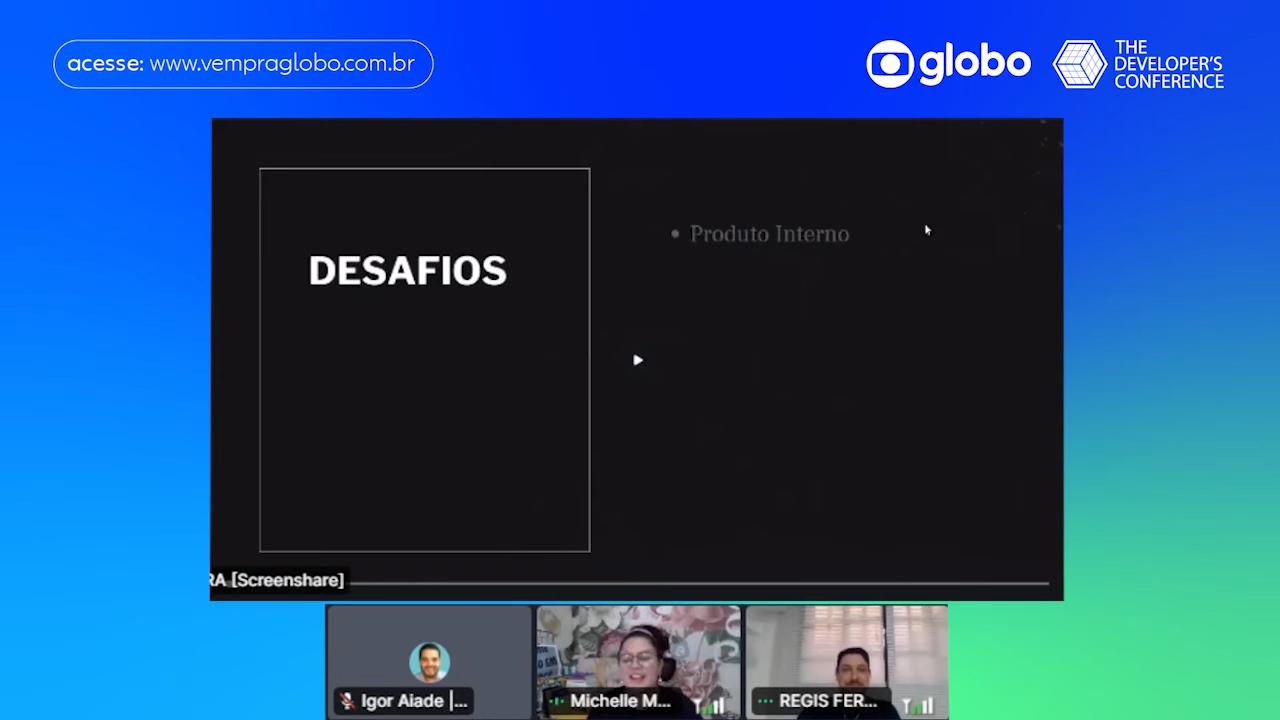 acesse: www.vempraglobo.com.br
globo
THE
DEVELOPER'S
CONFERENCE
DESAFIOS
• Produto Interno
RA [Screenshare]
Igor Aiade |...
Michelle M...
REGIS FER...